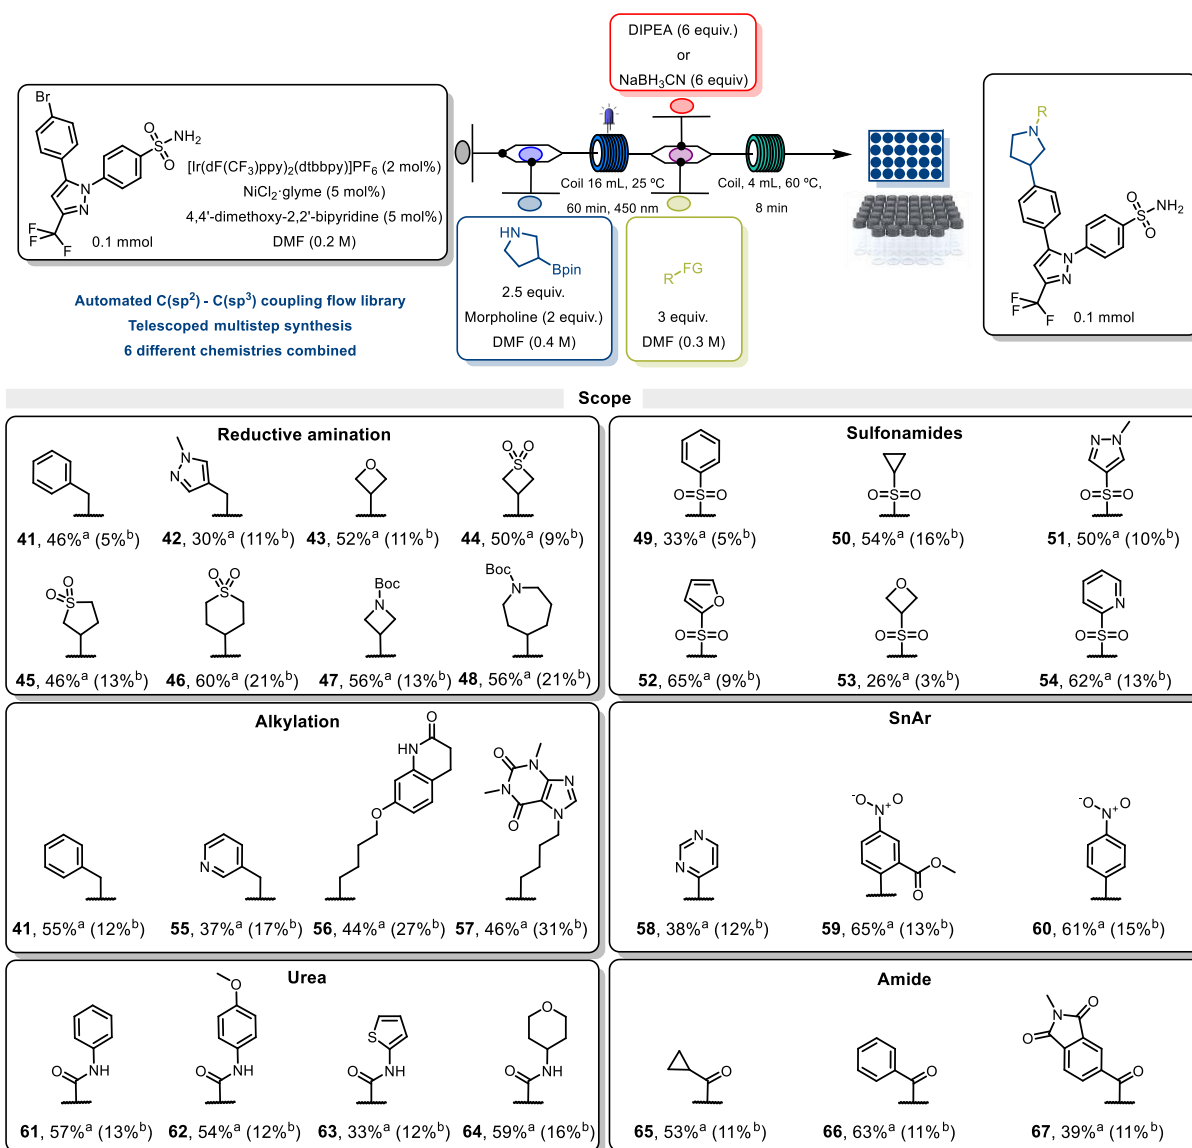 DIPEA (6 equiv.)
or
NaBH3CN (6 equiv)
Br
S
O
O
NH2
N
N
F
F
F
0.1 mmol
[Ir(dF(CF3)ppy)2(dtbbpy)]PF6 (2 mol%)
NiCl2·glyme (5 mol%)
4,4'-dimethoxy-2,2'-bipyridine (5 mol%)
DMF (0.2 M)
Coil 16 mL, 25 ºC
60 min, 450 nm
Coil, 4 mL, 60 ºC,
8 min
HN
Bpin
2.5 equiv.
Morpholine (2 equiv.)
DMF (0.4 M)
R FG
3 equiv.
DMF (0.3 M)
R
N
O
S
O
NH2
N
N
F
F
F
0.1 mmol
Automated C(sp2) - C(sp3) coupling flow library
Telescoped multistep synthesis
6 different chemistries combined
Scope
Reductive amination
N
N
O
O O
S
41, 46%a (5%b)
42, 30%a (11%b)
43, 52%a (11%b)
44, 50%a (9%b)
O
O
S
O O
S
Boc
N
Boc
N
45, 46%a (13%b)
46, 60%a (21%b)
47, 56%a (13%b)
48, 56%a (21%b)
Sulfonamides
O S O
O S O
N
N
O S O
49, 33%a (5%b)
50, 54%a (16%b)
51, 50%a (10%b)
O
O S O
O
O S O
N
O S O
52, 65%a (9%b)
53, 26%a (3%b)
54, 62%a (13%b)
Alkylation
N
O
HN
O
O
N
N
N
O
N
41, 55%a (12%b)
55, 37%a (17%b)
56, 44%a (27%b)
57, 46%a (31%b)
SnAr
N
N
-O N+ O
O
O
-O N+ O
58, 38%a (12%b)
59, 65%a (13%b)
60, 61%a (15%b)
Urea
O NH
O
O NH
S
O NH
O
O NH
61, 57%a (13%b)
62, 54%a (12%b)
63, 33%a (12%b)
64, 59%a (16%b)
Amide
O
O
N
O
O
O
65, 53%a (11%b)
66, 63%a (11%b)
67, 39%a (11%b)